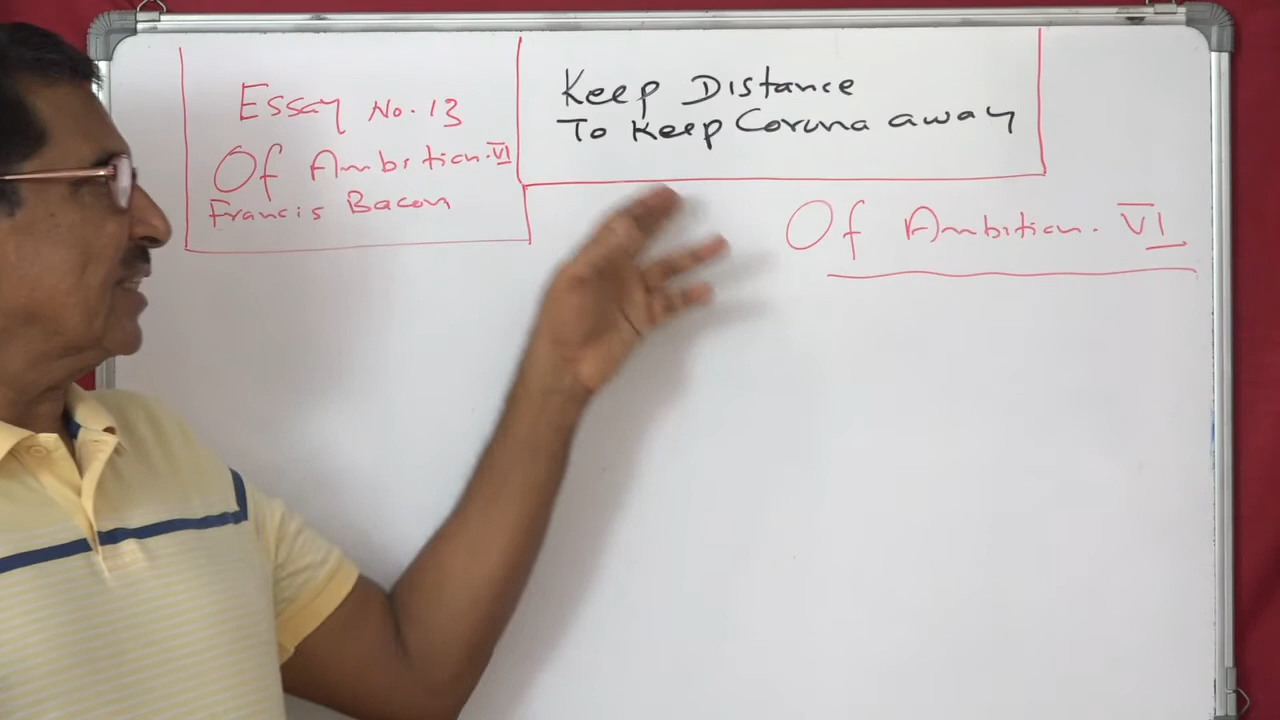 Essay No. 13
Of Ambition. VI
Francis Bacon
Keep Distance
To Keep Corona away
Of Ambition. VI